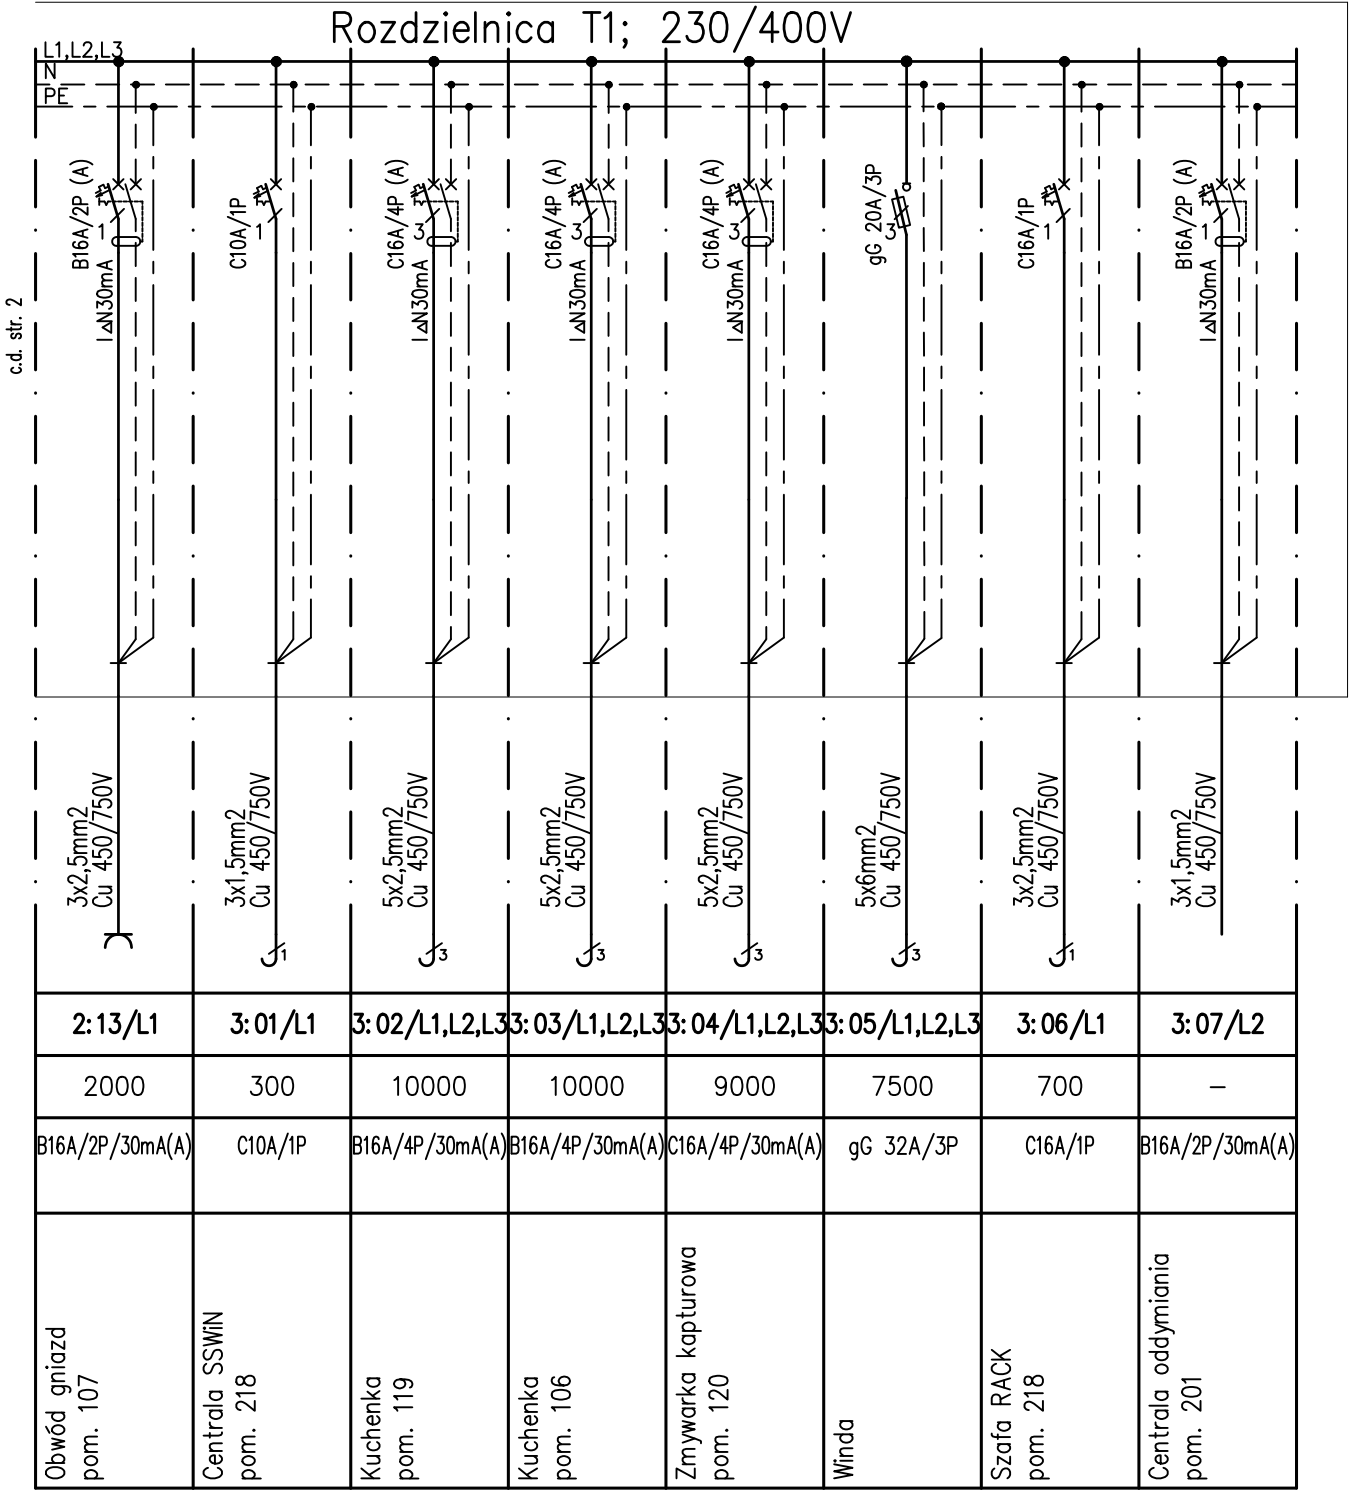 Rozdzielnica T1; 230/400V
L1,L2,L3
N
PE
c.d. str. 2
B16A/2P (A)
1
I∆N30mA
C10A/1P
1
C16A/4P (A)
3
I∆N30mA
C16A/4P (A)
3
I∆N30mA
C16A/4P (A)
3
I∆N30mA
gG 20A/3P
3
C16A/1P
1
B16A/2P (A)
1
I∆N30mA
3x2,5mm2
Cu 450/750V
3x1,5mm2
Cu 450/750V
1
5x2,5mm2
Cu 450/750V
3
5x2,5mm2
Cu 450/750V
3
5x2,5mm2
Cu 450/750V
3
5x6mm2
Cu 450/750V
3
3x2,5mm2
Cu 450/750V
1
3x1,5mm2
Cu 450/750V
2:13/L1 3:01/L1 3:02/L1,L2,L3 3:03/L1,L2,L3 3:04/L1,L2,L3 3:05/L1,L2,L3 3:06/L1 3:07/L2
2000 300 10000 10000 9000 7500 700 –
B16A/2P/30mA(A) C10A/1P B16A/4P/30mA(A) B16A/4P/30mA(A) C16A/4P/30mA(A) gG 32A/3P C16A/1P B16A/2P/30mA(A)
Obwód gniazd
pom. 107
Centrala SSWiN
pom. 218
Kuchenka
pom. 119
Kuchenka
pom. 106
Zmywarka kapturowa
pom. 120
Winda
Szafa RACK
pom. 218
Centrala oddymiania
pom. 201